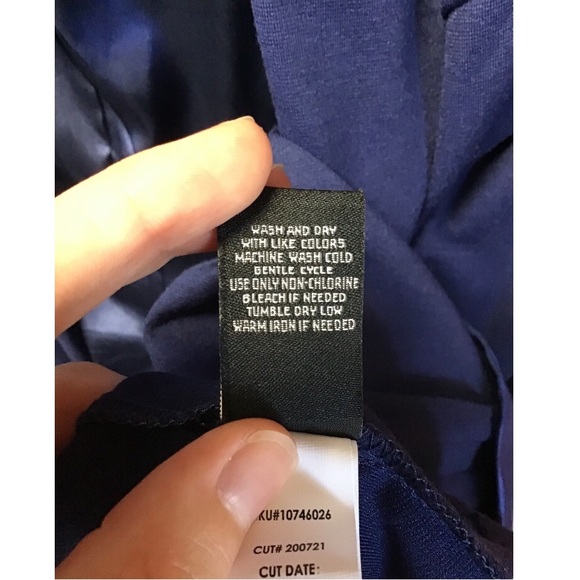 WASH AND DRY
WITH LIKE COLORS
MACHINE WASH COLD
GENTLE CYCLE
USE ONLY NON-CHLORINE
BLEACH IF NEEDED
TUMBLE DRY LOW
WARM IRON IF NEEDED
KU#10746026
CUT# 200721
CUT DATE: